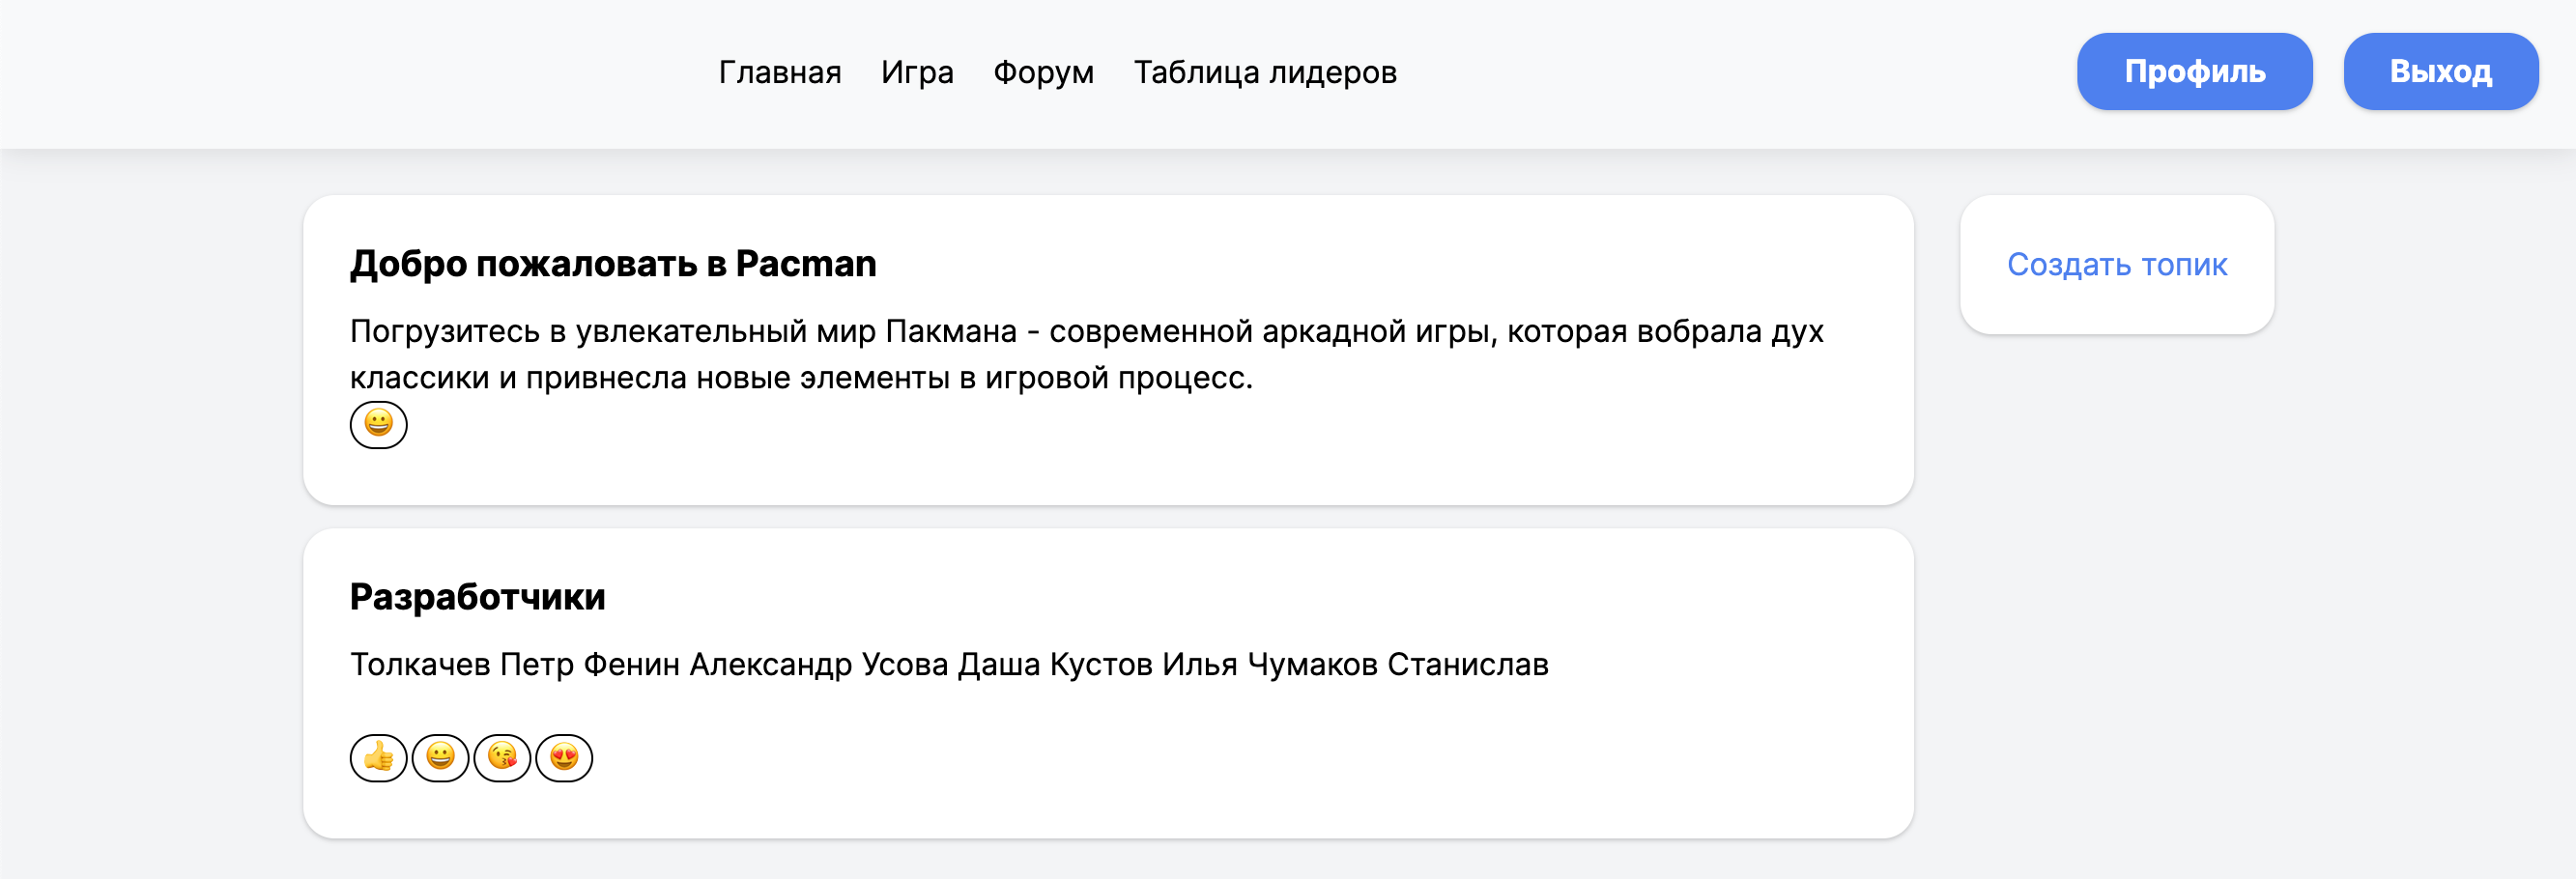 Главная Игра Форум Таблица лидеров Профиль Выход
Добро пожаловать в Pacman
Создать топик
Погрузитесь в увлекательный мир Пакмана - современной аркадной игры, которая вобрала дух
классики и привнесла новые элементы в игровой процесс.
Разработчики
Толкачев Петр Фенин Александр Усова Даша Кустов Илья Чумаков Станислав